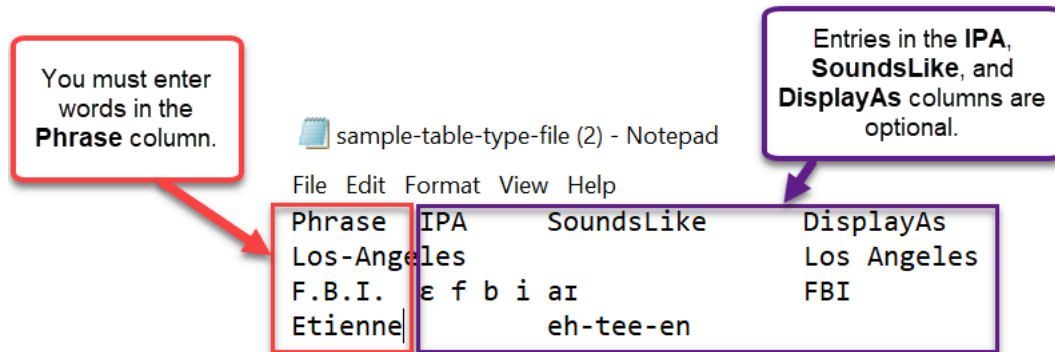 You must enter
words in the
Phrase column.
Entries in the IPA,
SoundsLike, and
DisplayAs columns are
optional.
sample-table-type-file (2) - Notepad
File Edit Format View Help
Phrase IPA SoundsLike DisplayAs
Los-Angeles Los Angeles
F.B.I. ɛ f b i aɪ FBI
Etienne eh-tee-en